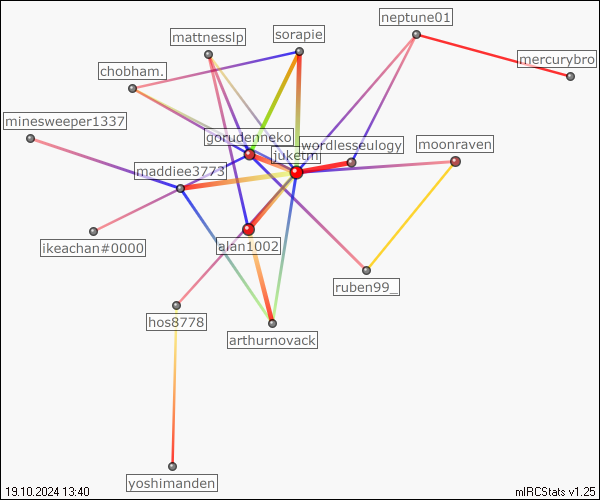 neptune01
sorapie
mattnesslp
mercurybro
chobham.
minesweeper1337
gorudenneko
wordlesseulogy
moonraven
juketm
maddiee3773
ikeachan#0000
alan1002
ruben99_
hos8778
arthurnovack
yoshimanden
19.10.2024 13:40
mIRCStats v1.25